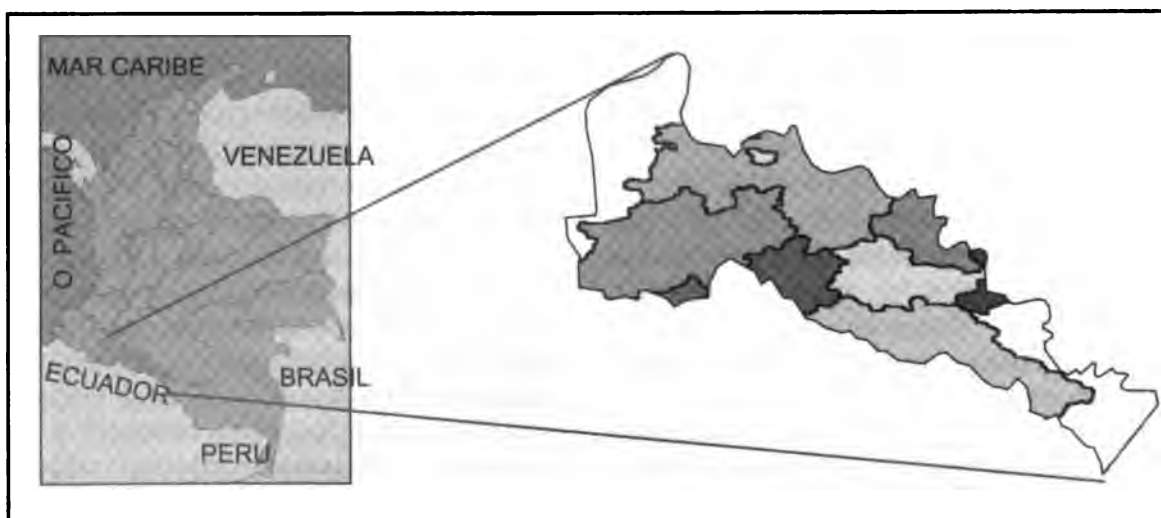 MAR CARIBE
O PACIFICO
VENEZUELA
ECUADOR
BRASIL
PERU